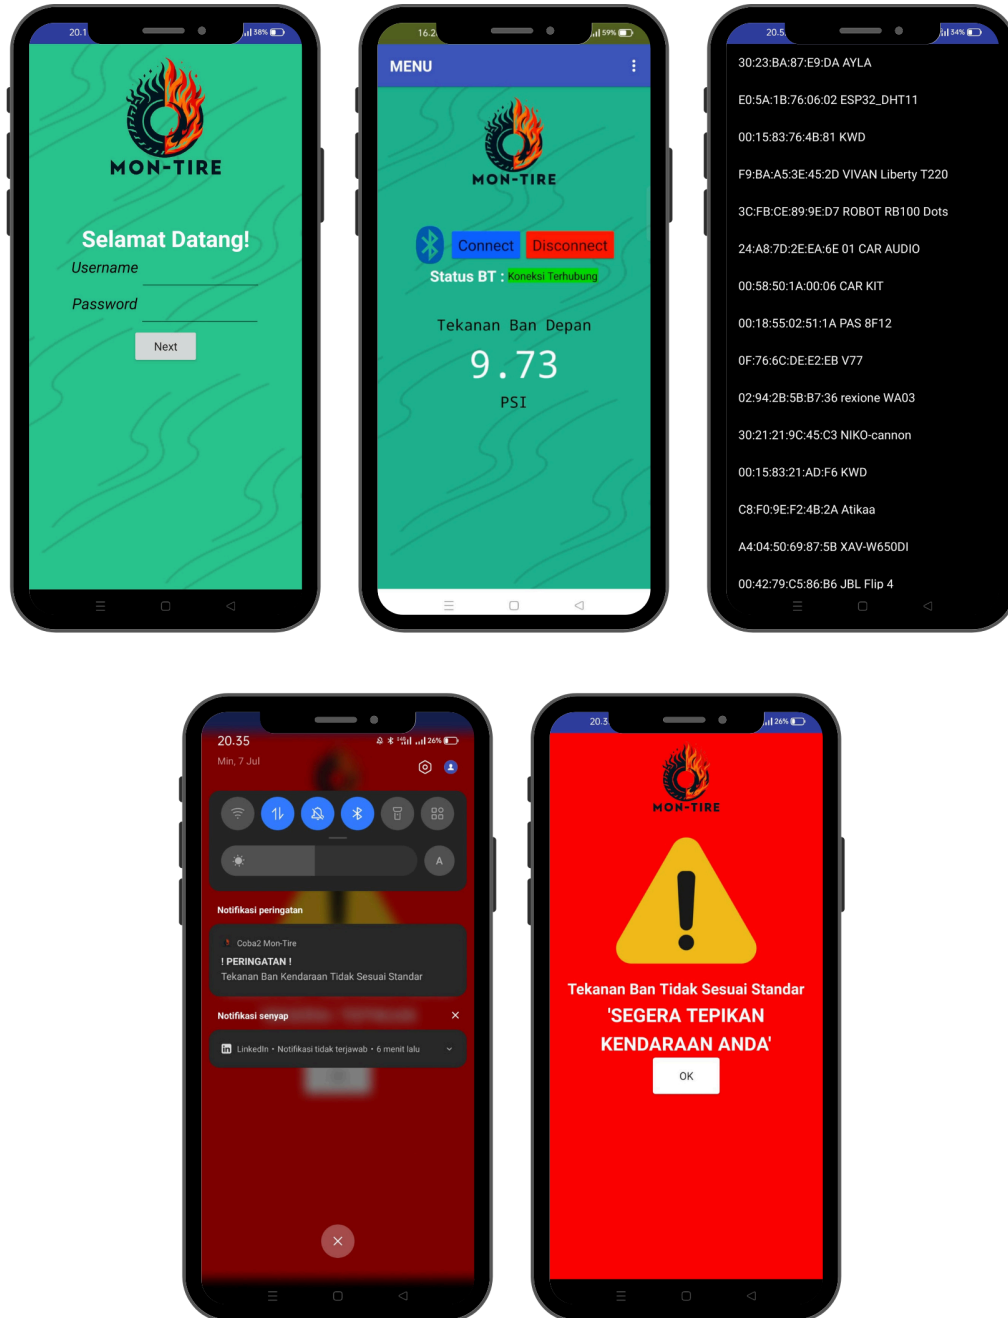 38%
MON-TIRE
Selamat Datang!
Username
Password
Next
59%
MENU
MON-TIRE
Connect Disconnect
Status BT : Koneksi Terhubung
Tekanan Ban Depan
9.73
PSI
34%
30:23:BA:87:E9:DA AYLA
E0:5A:1B:76:06:02 ESP32_DHT11
00:15:83:76:4B:81 KWD
F9:BA:A5:3E:45:2D VIVAN Liberty T220
3C:FB:CE:89:9E:D7 ROBOT RB100 Dots
24:A8:7D:2E:EA:6E 01 CAR AUDIO
00:58:50:1A:00:06 CAR KIT
00:18:55:02:51:1A PAS 8F12
0F:76:6C:DE:E2:EB V77
02:94:2B:5B:B7:36 rexione WA03
30:21:21:9C:45:C3 NIKO-cannon
00:15:83:21:AD:F6 KWD
C8:F0:9E:F2:4B:2A Atikaa
A4:04:50:69:87:5B XAV-W650DI
00:42:79:C5:86:B6 JBL Flip 4
20.35 26%
Min, 7 Jul
A
Notifikasi peringatan
Coba2 Mon-Tire
! PERINGATAN !
Tekanan Ban Kendaraan Tidak Sesuai Standar
Notifikasi senyap
LinkedIn • Notifikasi tidak terjawab • 6 menit lalu
26%
MON-TIRE
Tekanan Ban Tidak Sesuai Standar
'SEGERA TEPIKAN
KENDARAAN ANDA'
OK